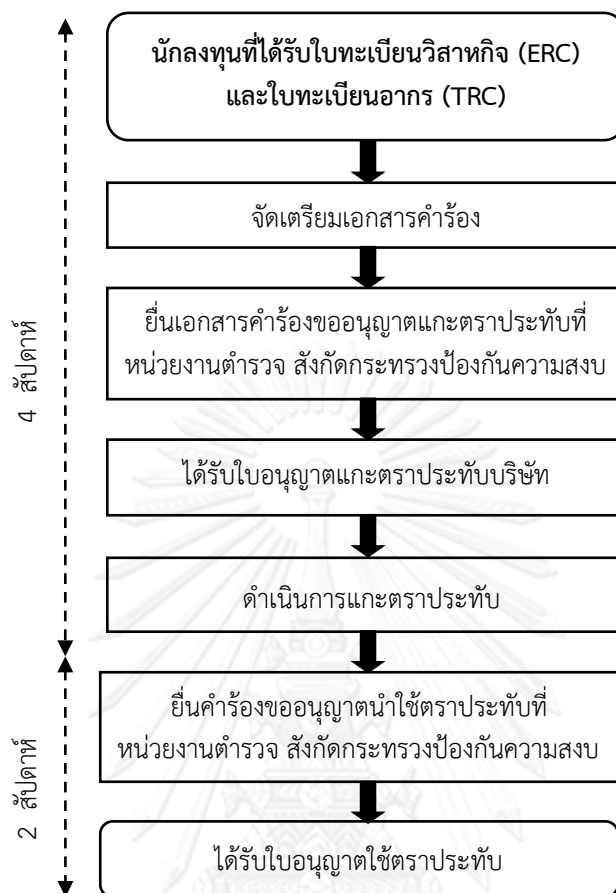 นักลงทุนที่ได้รับใบทะเบียนวิสาหกิจ (ERC)
และใบทะเบียนอากร (TRC)
จัดเตรียมเอกสารคำร้อง
ยื่นเอกสารคำร้องขออนุญาตแกะตราประทับที่
หน่วยงานตำรวจ สังกัดกระทรวงป้องกันความสงบ
ได้รับใบอนุญาตแกะตราประทับบริษัท
ดำเนินการแกะตราประทับ
4 สัปดาห์
ยื่นคำร้องขออนุญาตนำใช้ตราประทับที่
หน่วยงานตำรวจ สังกัดกระทรวงป้องกันความสงบ
ได้รับใบอนุญาตใช้ตราประทับ
2 สัปดาห์